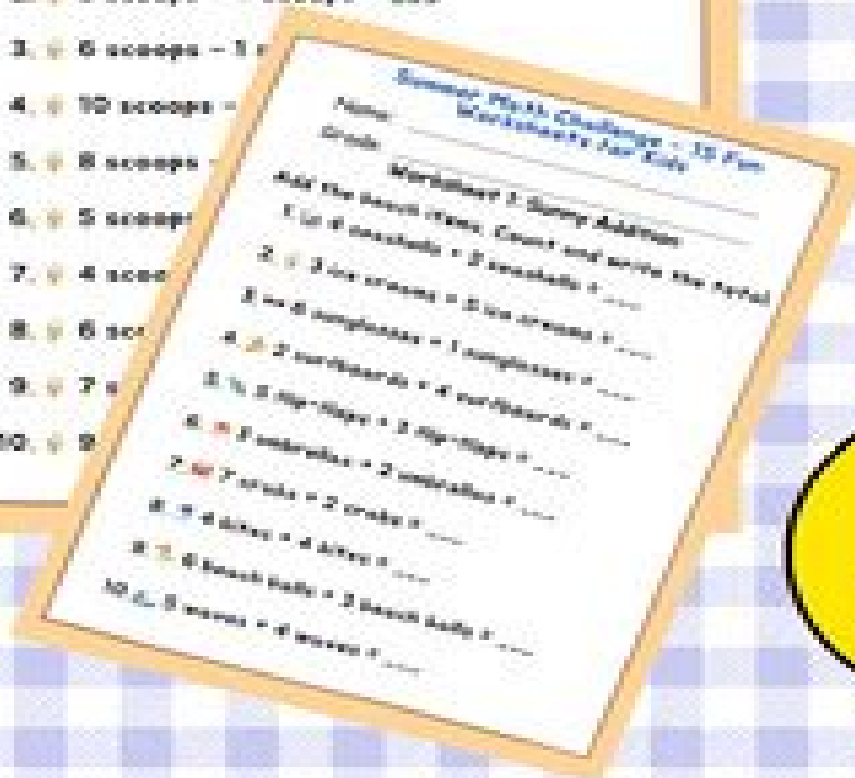 3. 6 scoops – 1
4. 10 scoops –
5. 8 scoops
6. 5 scoops
7. 4 scoo
8. 6 sc
9. 7
10. 9
Summer Math Challenge – 15 Fun
Worksheets for Kids
Name:
Grade:
Worksheet 1: Sunny Addition
Add the beach items. Count and write the total.
1. 4 seashells + 2 seashells = ___
2. 3 ice creams + 5 ice creams = ___
3. 6 sunglasses + 1 sunglasses = ___
4. 2 surfboards + 4 surfboards = ___
5. 5 flip-flops + 3 flip-flops = ___
6. umbrellas + 2 umbrellas = ___
7. 7 crabs + 2 crabs = ___
8. 4 kites + 4 kites = ___
9. 6 beach balls + 3 beach balls = ___
10. 5 waves + 4 waves = ___